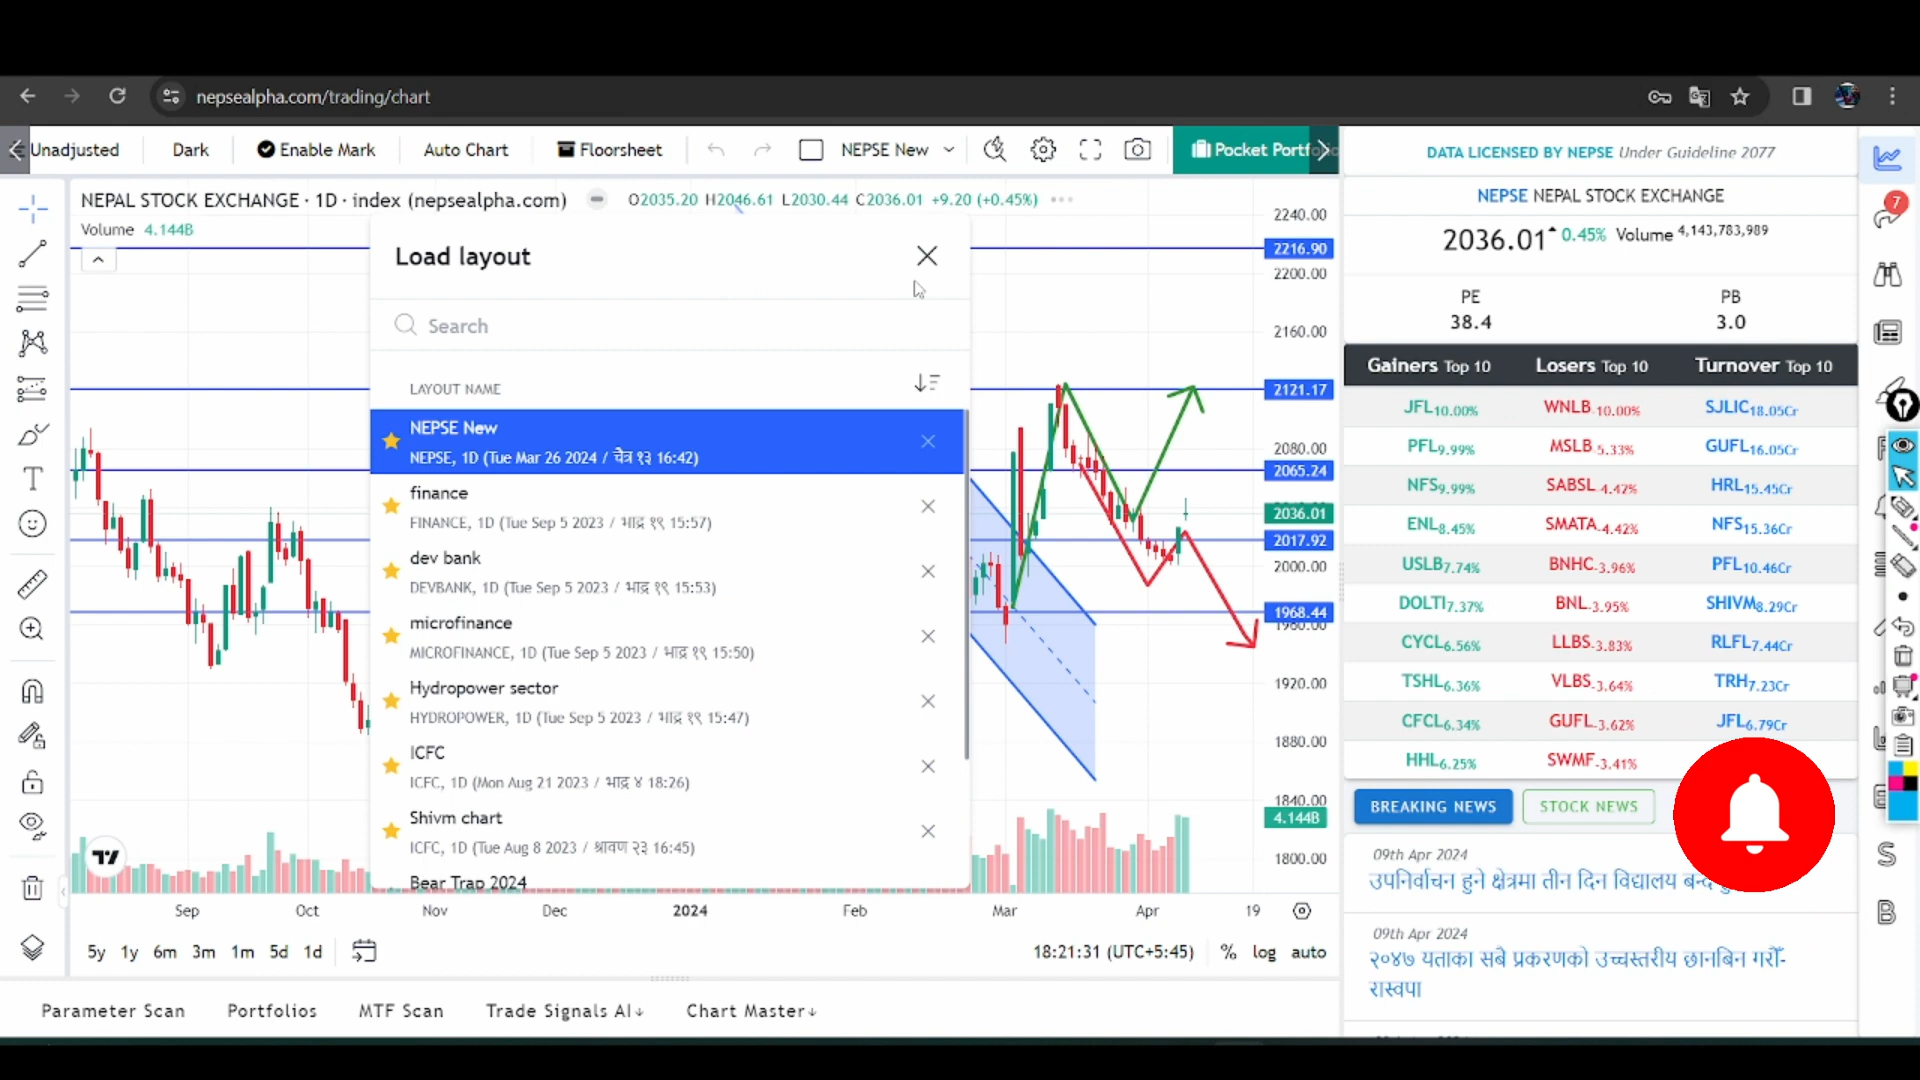 nepsealpha.com/trading/chart
Unadjusted Dark Enable Mark Auto Chart Floorsheet NEPSE New Pocket Portfo
NEPAL STOCK EXCHANGE · 1D · index (nepsealpha.com) O2035.20 H2046.61 L2030.44 C2036.01 +9.20 (+0.45%)
Volume 4.144B
Load layout
Search
LAYOUT NAME
NEPSE New
NEPSE, 1D (Tue Mar 26 2024 / चैत्र १३ 16:42)
finance
FINANCE, 1D (Tue Sep 5 2023 / भाद्र १९ 15:57)
dev bank
DEVBANK, 1D (Tue Sep 5 2023 / भाद्र १९ 15:53)
microfinance
MICROFINANCE, 1D (Tue Sep 5 2023 / भाद्र १९ 15:50)
Hydropower sector
HYDROPOWER, 1D (Tue Sep 5 2023 / भाद्र १९ 15:47)
ICFC
ICFC, 1D (Mon Aug 21 2023 / भाद्र ४ 18:26)
Shivm chart
ICFC, 1D (Tue Aug 8 2023 / श्रावण २३ 16:45)
Bear Trap 2024
2240.00
2216.90
2200.00
2160.00
2121.17
2080.00
2065.24
2036.01
2017.92
2000.00
1968.44
1960.00
1920.00
1880.00
1840.00
4.144B
1800.00
Sep Oct Nov Dec 2024 Feb Mar Apr 19
5y 1y 6m 3m 1m 5d 1d 18:21:31 (UTC+5:45) % log auto
Parameter Scan Portfolios MTF Scan Trade Signals AI↓ Chart Master↓
DATA LICENSED BY NEPSE Under Guideline 2077
NEPSE NEPAL STOCK EXCHANGE
2036.01 0.45% Volume 4,143,783,989
PE PB
38.4 3.0
Gainers Top 10 Losers Top 10 Turnover Top 10
JFL10.00% WNLB-10.00% SJLIC18.05Cr
PFL9.99% MSLB-5.33% GUFL16.05Cr
NFS9.99% SABSL-4.42% HRL15.45Cr
ENL8.45% SMATA-4.42% NFS15.36Cr
USLB7.74% BNHC-3.96% PFL10.46Cr
DOLTI7.37% BNL-3.95% SHIVM8.29Cr
CYCL6.56% LLBS-3.83% RLFL7.44Cr
TSHL6.36% VLBS-3.64% TRH7.23Cr
CFCL6.34% GUFL-3.62% JFL6.79Cr
HHL6.25% SWMF-3.41%
BREAKING NEWS STOCK NEWS
09th Apr 2024
उपनिर्वाचन हुने क्षेत्रमा तीन दिन विद्यालय बन्द
09th Apr 2024
२०४७ यताका सबै प्रकरणको उच्चस्तरीय छानबिन गरौँ-
रास्वपा
7
S
B